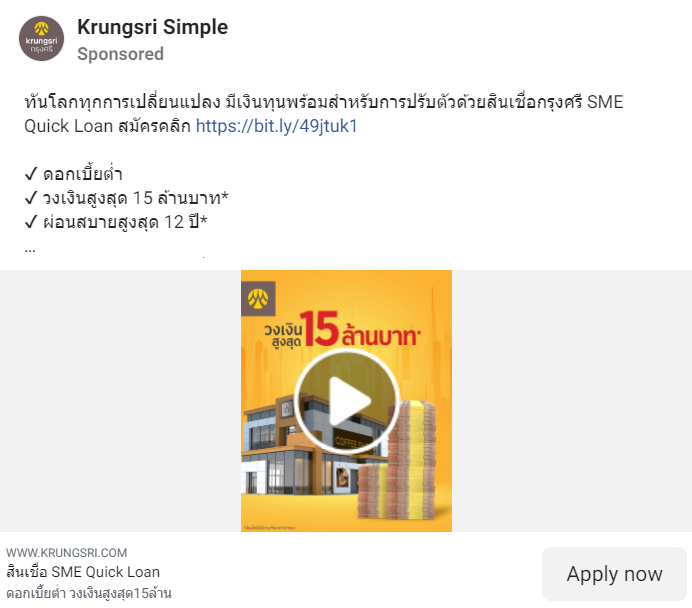 krungsri
กรุงศรี
Krungsri Simple
Sponsored
ทันโลกทุกการเปลี่ยนแปลง มีเงินทุนพร้อมสำหรับการปรับตัวด้วยสินเชื่อกรุงศรี SME
Quick Loan สมัครคลิก https://bit.ly/49jtuk1
✓ ดอกเบี้ยต่ำ
✓ วงเงินสูงสุด 15 ล้านบาท*
✓ ผ่อนสบายสูงสุด 12 ปี*
...
วงเงิน
สูงสุด 15 ล้านบาท*
WWW.KRUNGSRI.COM
สินเชื่อ SME Quick Loan
ดอกเบี้ยต่ำ วงเงินสูงสุด15ล้าน
Apply now